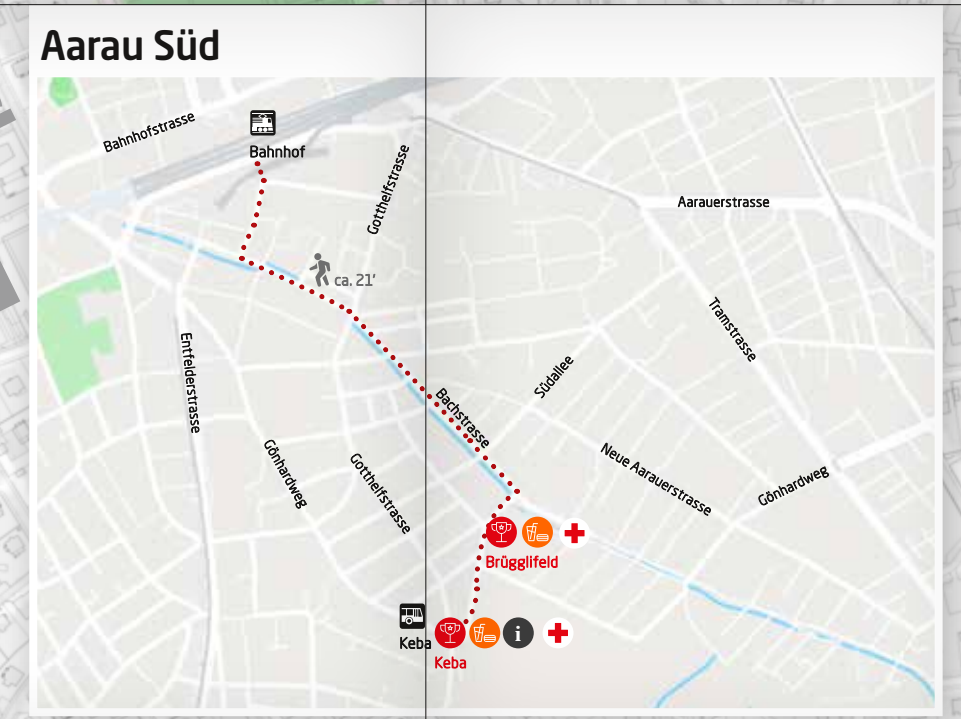 Aarau Süd
Bahnhofstrasse
Bahnhof
Gotthelfstrasse
Aarauerstrasse
ca. 21'
Tramstrasse
Entfelderstrasse
Südallee
Bachstrasse
Gönhardweg
Gotthelfstrasse
Neue Aarauerstrasse
Gönhardweg
Brügglifeld
i
Keba
Keba